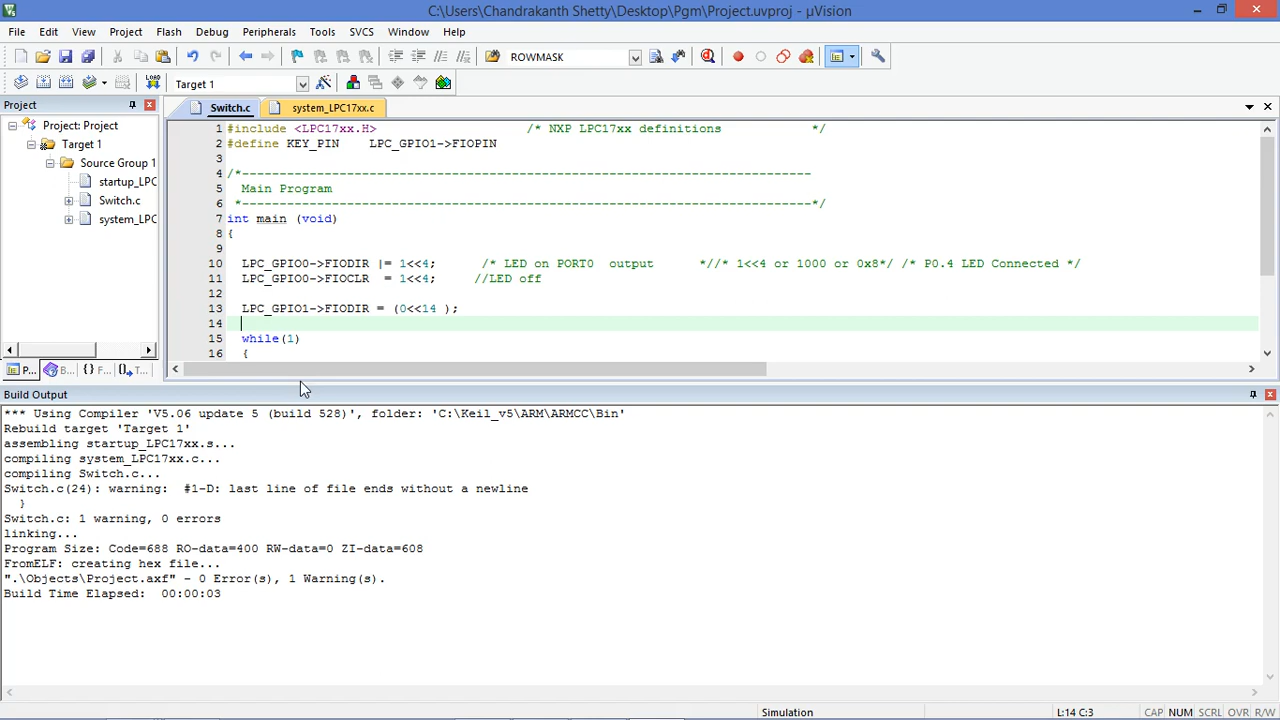 C:\Users\Chandrakanth Shetty\Desktop\Pgm\Project.uvproj - µVision
File Edit View Project Flash Debug Peripherals Tools SVCS Window Help
ROWMASK
LOAD Target 1
Project
Switch.c system_LPC17xx.c
Project: Project
Target 1
Source Group 1
startup_LPC
Switch.c
system_LPC
P... B... {} F... 0 T...
1 #include <LPC17xx.H> /* NXP LPC17xx definitions */
2 #define KEY_PIN LPC_GPIO1->FIOPIN
3
4 /*----------------------------------------------------------------------------
5 Main Program
6 *----------------------------------------------------------------------------*/
7 int main (void)
8 {
9
10 LPC_GPIO0->FIODIR |= 1<<4; /* LED on PORT0 output *//* 1<<4 or 1000 or 0x8*/ /* P0.4 LED Connected */
11 LPC_GPIO0->FIOCLR = 1<<4; //LED off
12
13 LPC_GPIO1->FIODIR = (0<<14 );
14
15 while(1)
16 {
Build Output
*** Using Compiler 'V5.06 update 5 (build 528)', folder: 'C:\Keil_v5\ARM\ARMCC\Bin'
Rebuild target 'Target 1'
assembling startup_LPC17xx.s...
compiling system_LPC17xx.c...
compiling Switch.c...
Switch.c(24): warning: #1-D: last line of file ends without a newline
}
Switch.c: 1 warning, 0 errors
linking...
Program Size: Code=688 RO-data=400 RW-data=0 ZI-data=608
FromELF: creating hex file...
".\Objects\Project.axf" - 0 Error(s), 1 Warning(s).
Build Time Elapsed: 00:00:03
Simulation L:14 C:3 CAP NUM SCRL OVR R/W